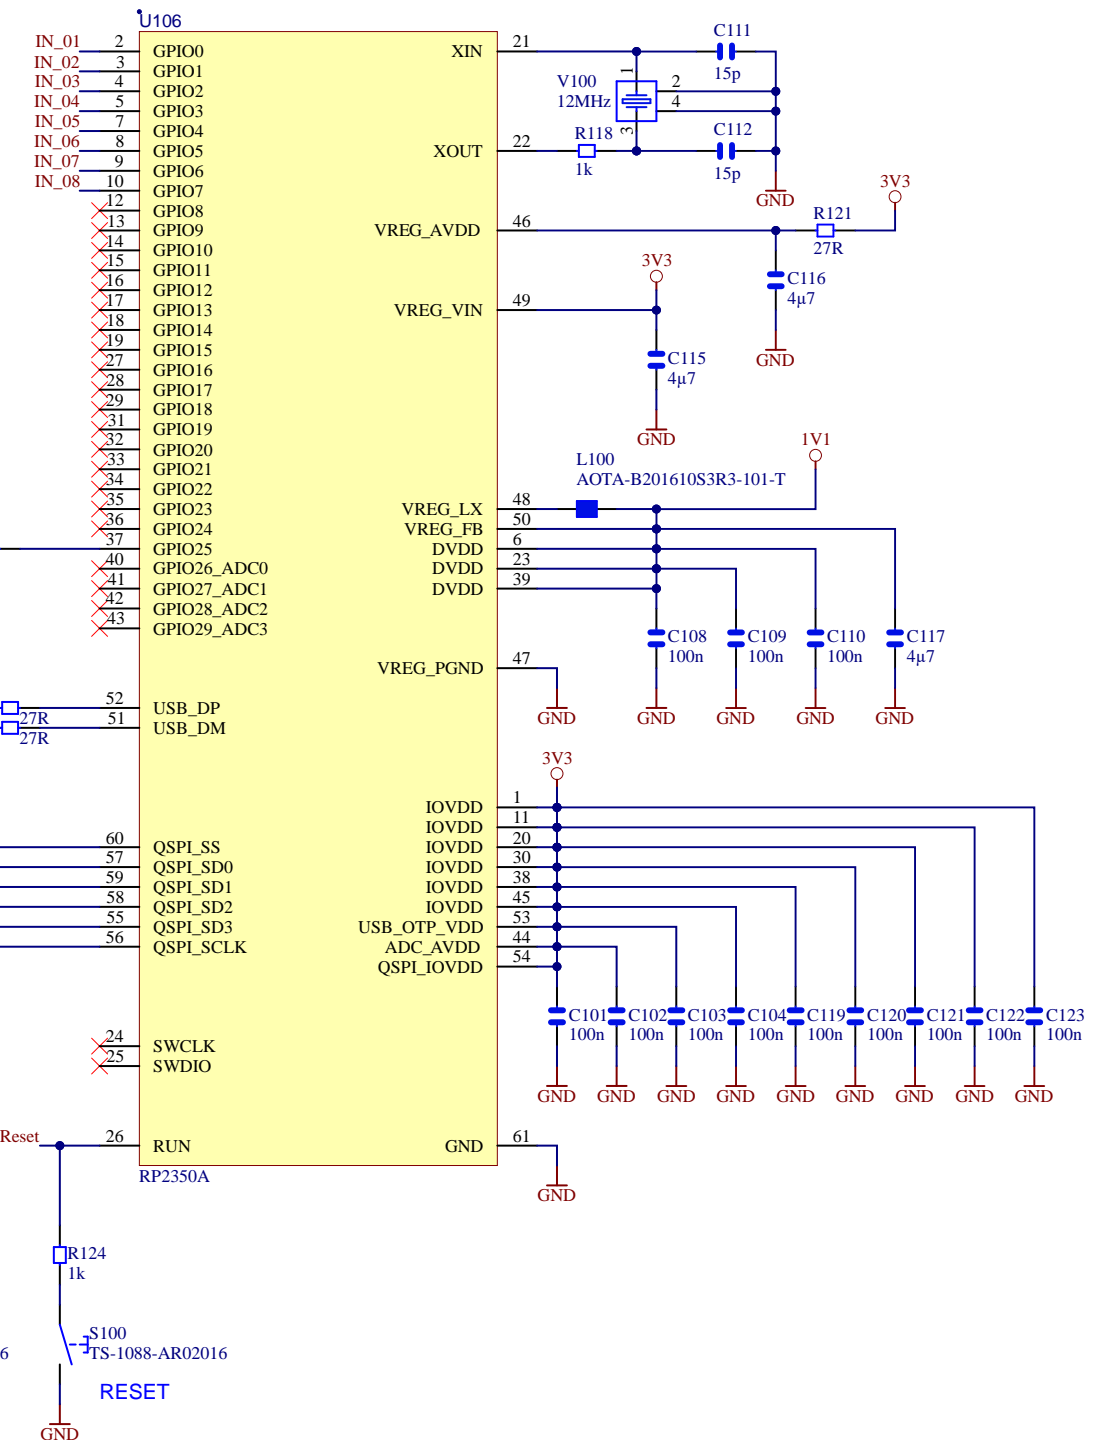 U106
IN_01 2 GPIO0
IN_02 3 GPIO1
IN_03 4 GPIO2
IN_04 5 GPIO3
IN_05 7 GPIO4
IN_06 8 GPIO5
IN_07 9 GPIO6
IN_08 10 GPIO7
12 GPIO8
13 GPIO9
14 GPIO10
15 GPIO11
16 GPIO12
17 GPIO13
18 GPIO14
19 GPIO15
27 GPIO16
28 GPIO17
29 GPIO18
31 GPIO19
32 GPIO20
33 GPIO21
34 GPIO22
35 GPIO23
36 GPIO24
37 GPIO25
40 GPIO26_ADC0
41 GPIO27_ADC1
42 GPIO28_ADC2
43 GPIO29_ADC3
52 USB_DP
27R
51 USB_DM
27R
60 QSPI_SS
57 QSPI_SD0
59 QSPI_SD1
58 QSPI_SD2
55 QSPI_SD3
56 QSPI_SCLK
24 SWCLK
25 SWDIO
Reset 26 RUN
RP2350A
R124
1k
S100
6 TS-1088-AR02016
RESET
GND
XIN 21
C111
15p
V100
12MHz
1
2
4
3
XOUT 22
R118
1k
C112
15p
GND
VREG_AVDD 46
R121
27R
3V3
C116
4µ7
GND
VREG_VIN 49
3V3
C115
4µ7
GND
1V1
L100
AOTA-B201610S3R3-101-T
VREG_LX 48
VREG_FB 50
DVDD 6
DVDD 23
DVDD 39
C108 C109 C110 C117
100n 100n 100n 4µ7
GND GND GND GND
VREG_PGND 47
GND
3V3
IOVDD 1
IOVDD 11
IOVDD 20
IOVDD 30
IOVDD 38
IOVDD 45
USB_OTP_VDD 53
ADC_AVDD 44
QSPI_IOVDD 54
C101 C102 C103 C104 C119 C120 C121 C122 C123
100n 100n 100n 100n 100n 100n 100n 100n 100n
GND GND GND GND GND GND GND GND GND
GND 61
GND